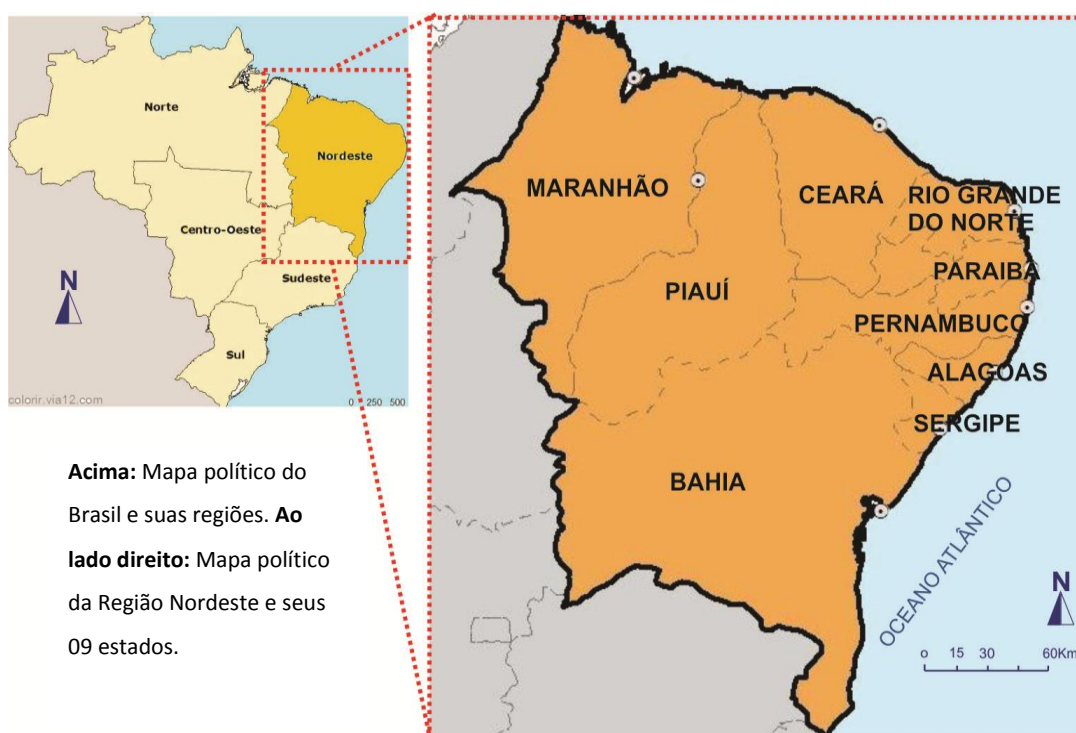 Norte
Nordeste
Centro-Oeste
Sudeste
Sul
N
colorir.via12.com
0 250 500
Acima: Mapa político do
Brasil e suas regiões. Ao
lado direito: Mapa político
da Região Nordeste e seus
09 estados.
MARANHÃO
CEARÁ
RIO GRANDE
DO NORTE
PARAIBA
PIAUÍ
PERNAMBUCO
ALAGOAS
SERGIPE
BAHIA
OCEANO ATLÂNTICO
N
o 15 30 60Km